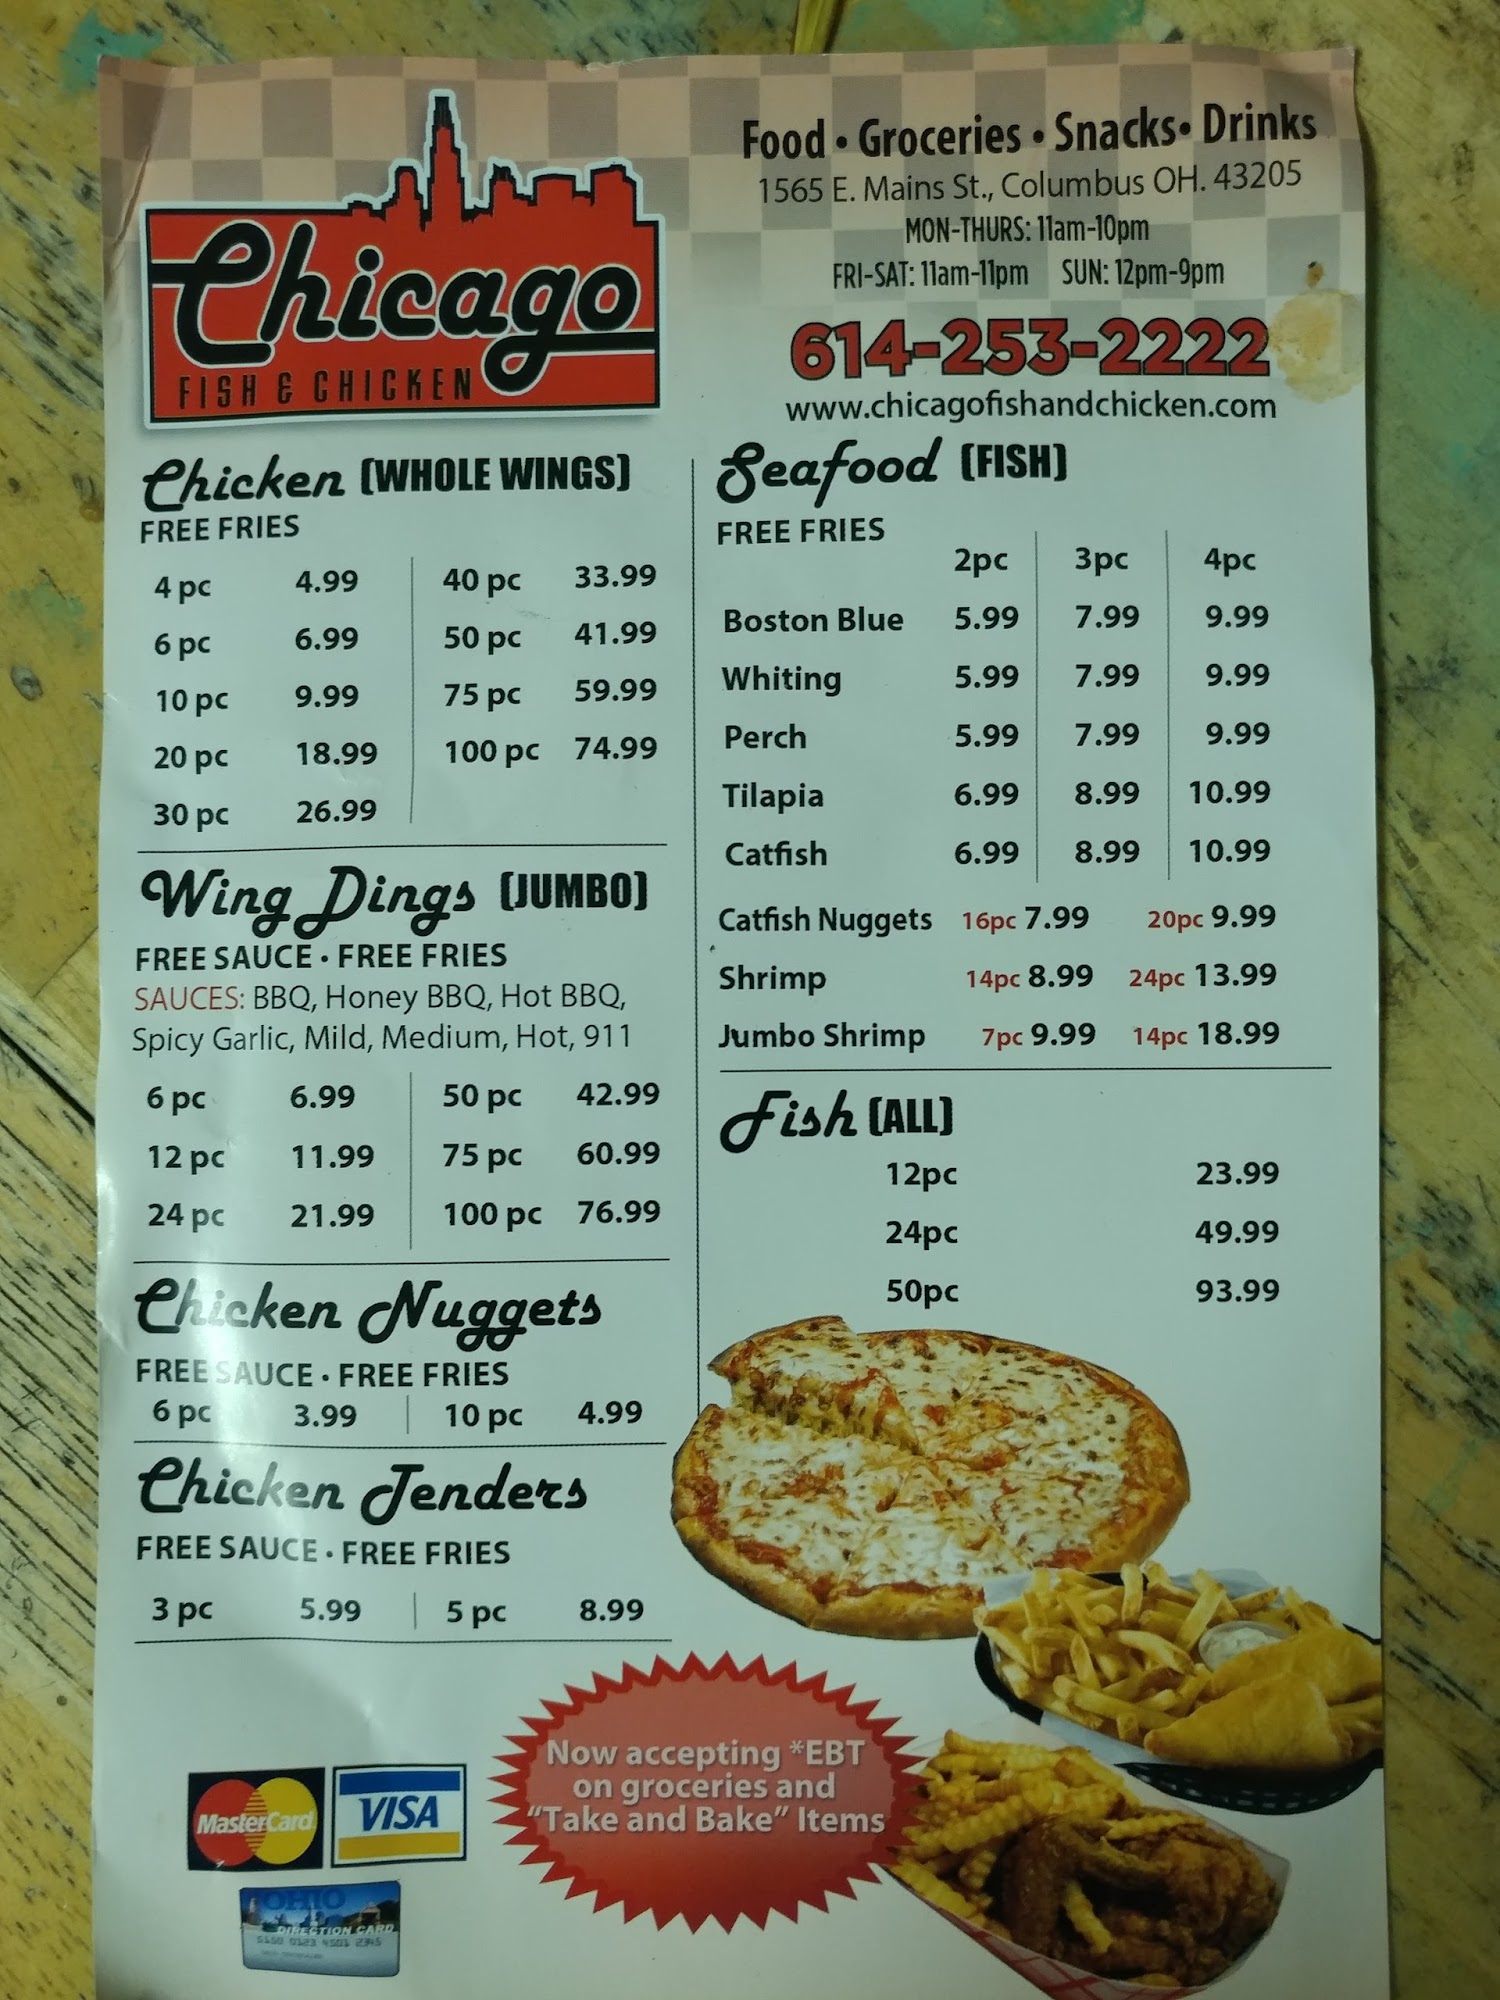 Chicago
FISH & CHICKEN
Food • Groceries • Snacks• Drinks
1565 E. Mains St., Columbus OH. 43205
MON-THURS: 11am-10pm
FRI-SAT: 11am-11pm SUN: 12pm-9pm
614-253-2222
www.chicagofishandchicken.com
Chicken (WHOLE WINGS)
FREE FRIES
4 pc 4.99 40 pc 33.99
6 pc 6.99 50 pc 41.99
10 pc 9.99 75 pc 59.99
20 pc 18.99 100 pc 74.99
30 pc 26.99
Wing Dings (JUMBO)
FREE SAUCE • FREE FRIES
SAUCES: BBQ, Honey BBQ, Hot BBQ,
Spicy Garlic, Mild, Medium, Hot, 911
6 pc 6.99 50 pc 42.99
12 pc 11.99 75 pc 60.99
24 pc 21.99 100 pc 76.99
Chicken Nuggets
FREE SAUCE • FREE FRIES
6 pc 3.99 10 pc 4.99
Chicken Tenders
FREE SAUCE • FREE FRIES
3 pc 5.99 5 pc 8.99
Seafood (FISH)
FREE FRIES
2pc 3pc 4pc
Boston Blue 5.99 7.99 9.99
Whiting 5.99 7.99 9.99
Perch 5.99 7.99 9.99
Tilapia 6.99 8.99 10.99
Catfish 6.99 8.99 10.99
Catfish Nuggets 16pc 7.99 20pc 9.99
Shrimp 14pc 8.99 24pc 13.99
Jumbo Shrimp 7pc 9.99 14pc 18.99
Fish (ALL)
12pc 23.99
24pc 49.99
50pc 93.99
Now accepting *EBT
on groceries and
"Take and Bake" Items
MasterCard
VISA
OHIO
DIRECTION CARD